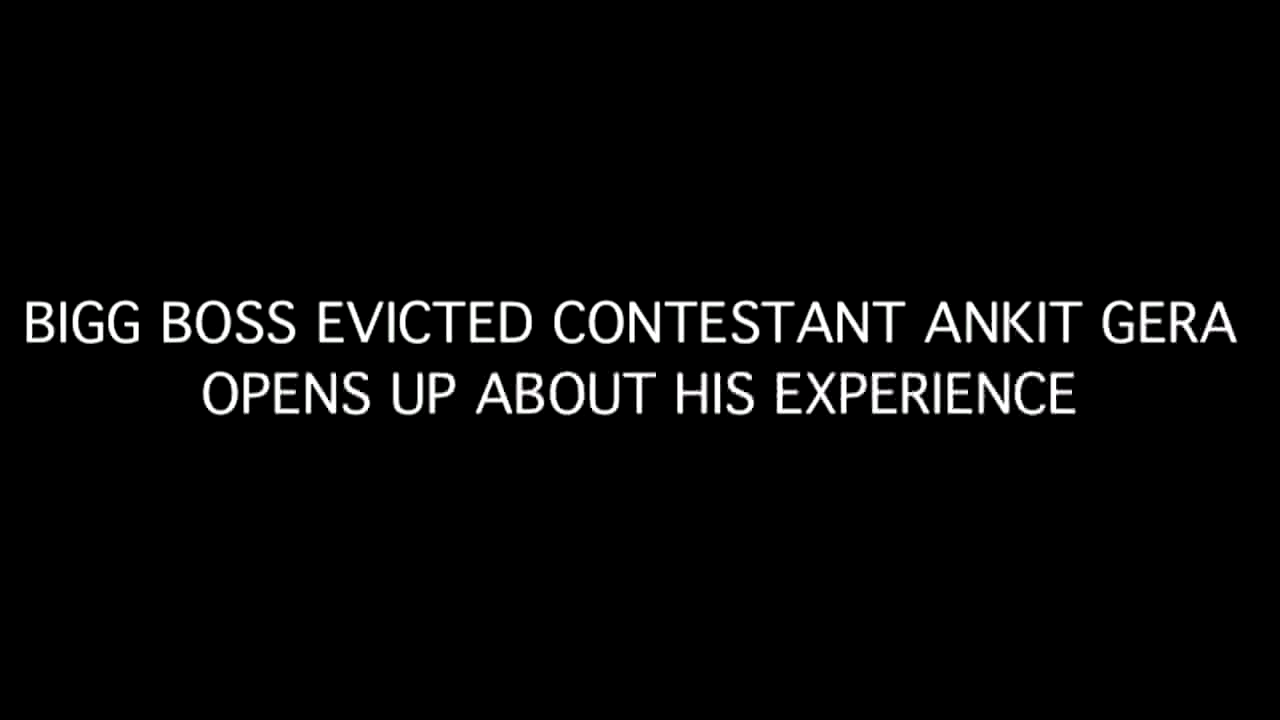 BIGG BOSS EVICTED CONTESTANT ANKIT GERA
OPENS UP ABOUT HIS EXPERIENCE